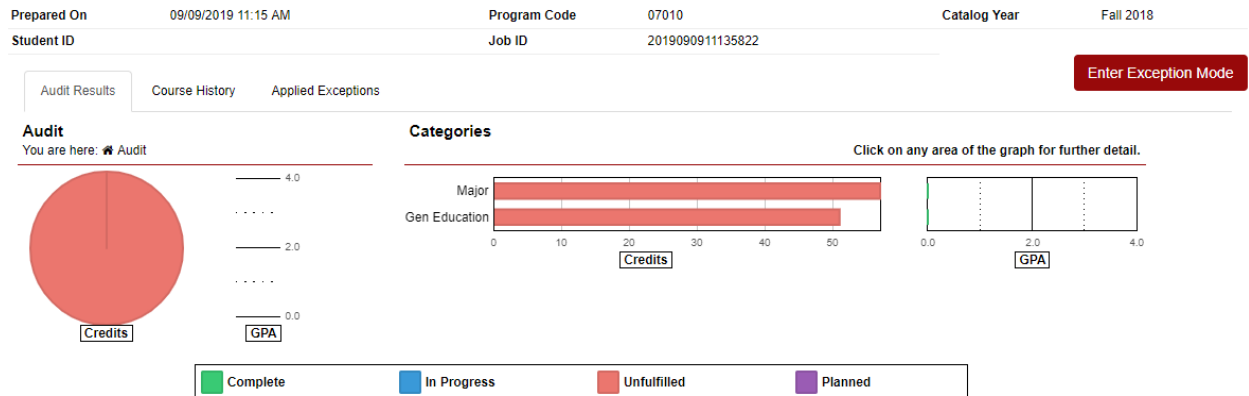 Prepared On 09/09/2019 11:15 AM Program Code 07010 Catalog Year Fall 2018
Student ID Job ID 2019090911135822
Enter Exception Mode
Audit Results Course History Applied Exceptions
Audit
You are here: Audit
Categories
Click on any area of the graph for further detail.
4.0
2.0
0.0
Credits GPA
Major
Gen Education
0 10 20 30 40 50
Credits
0.0 2.0 4.0
GPA
Complete In Progress Unfulfilled Planned